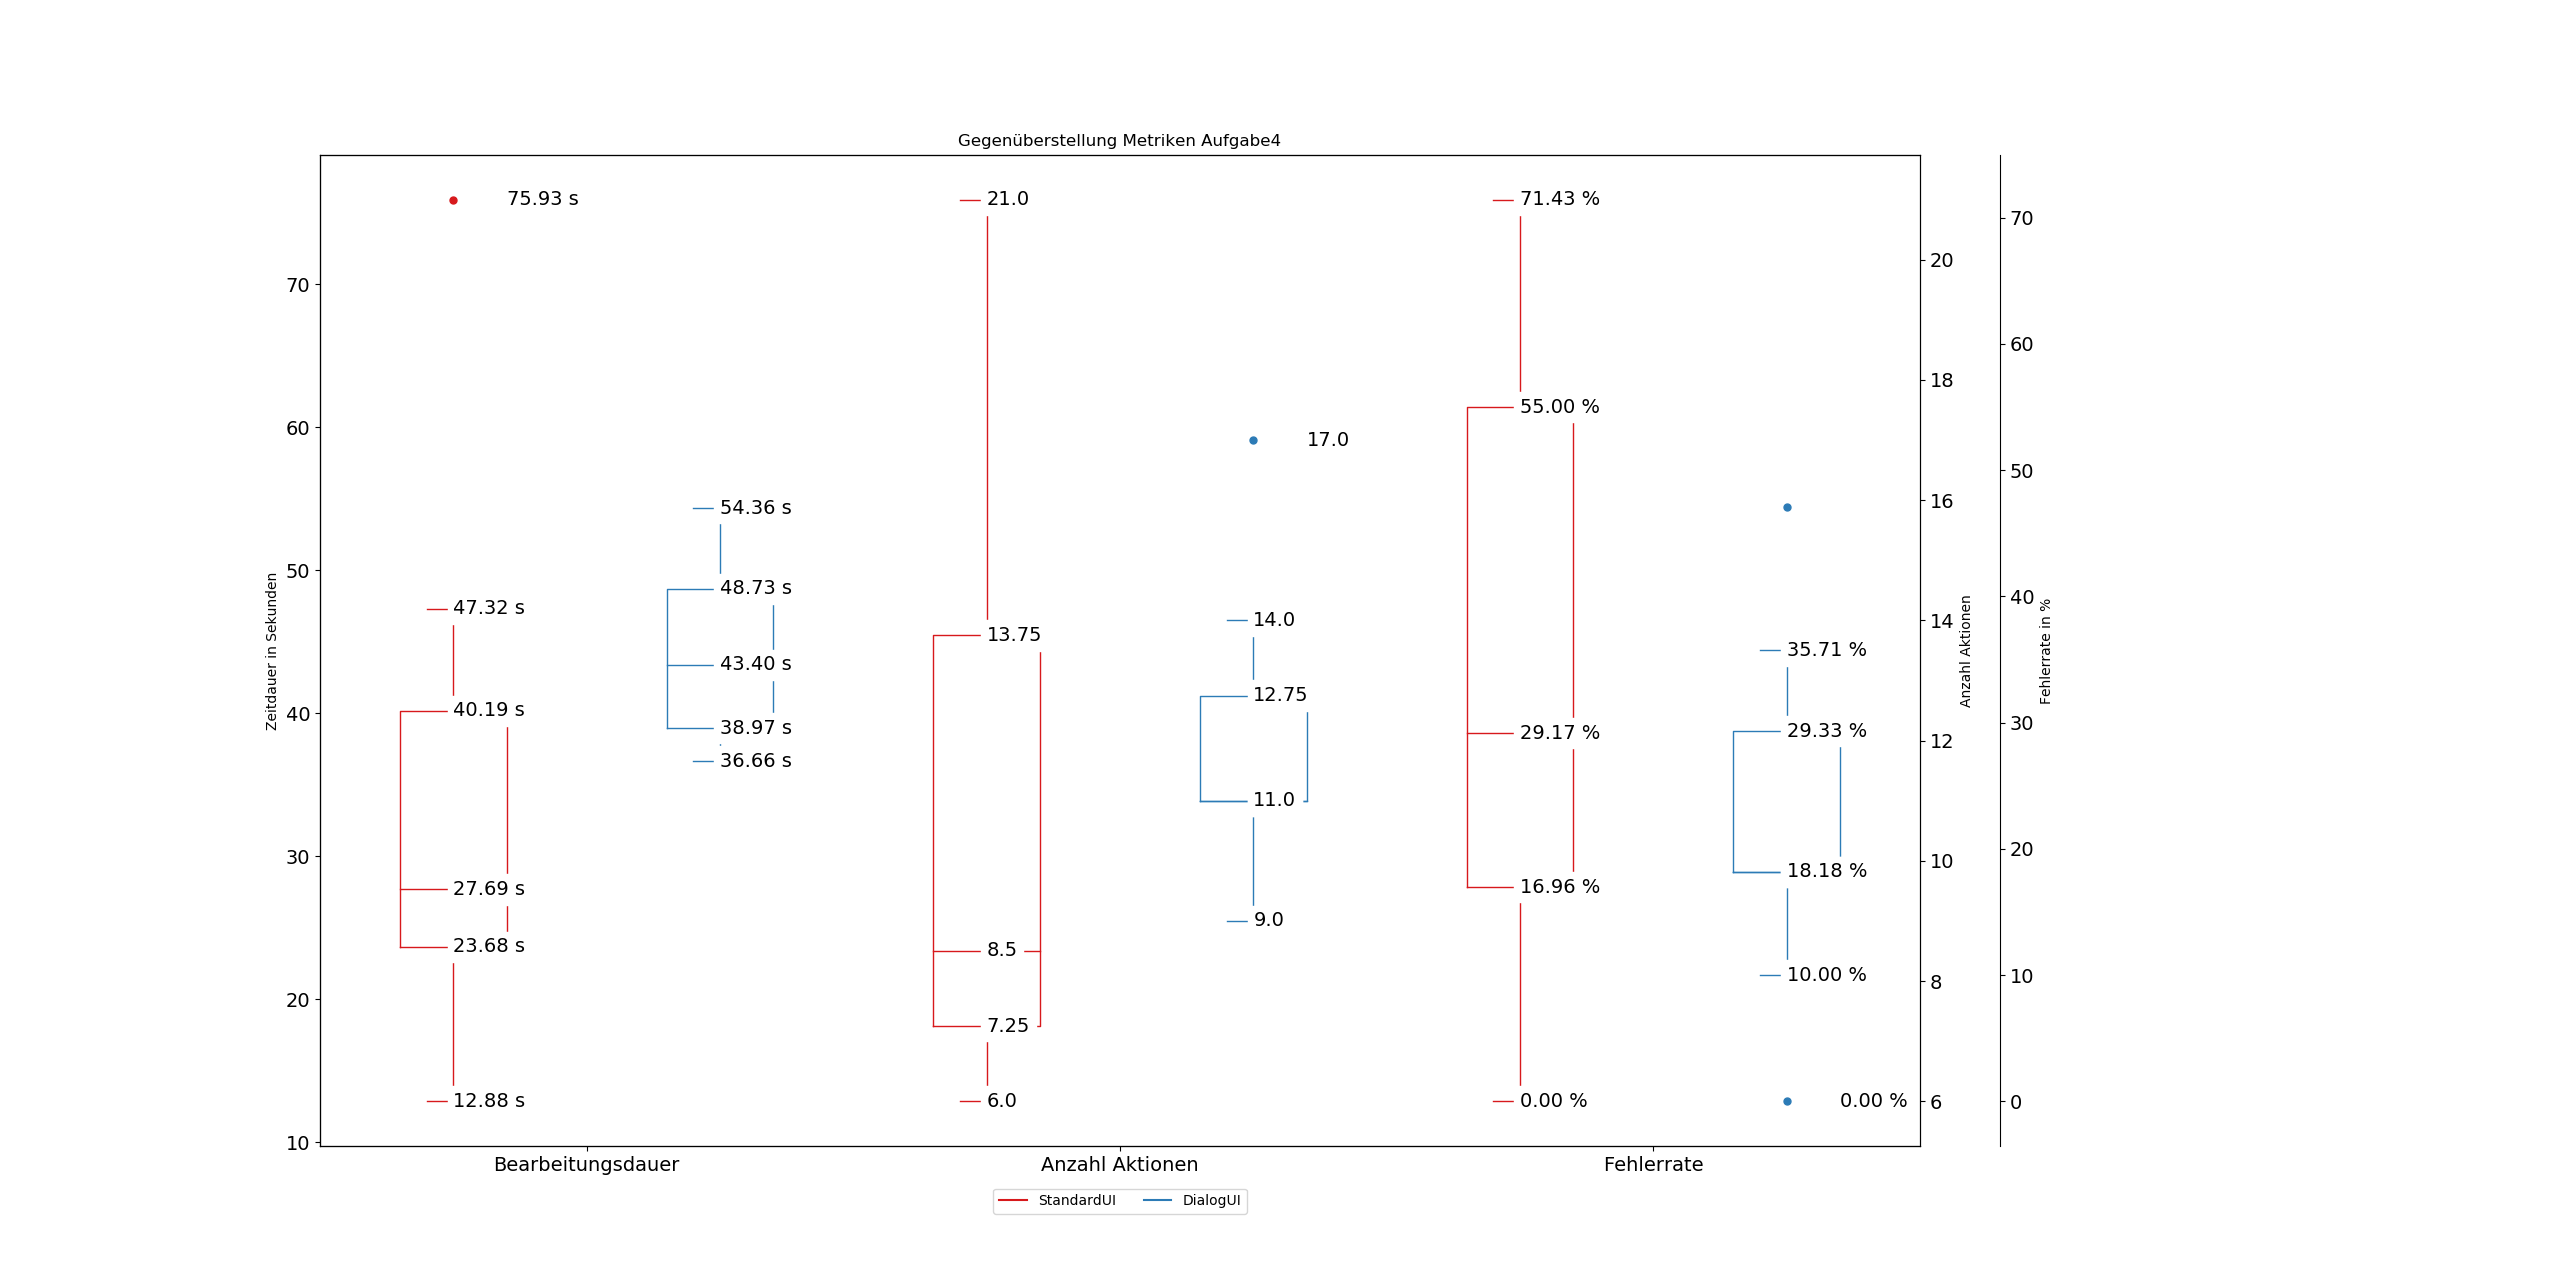 Gegenüberstellung Metriken Aufgabe4
75.93 s
47.32 s
40.19 s
27.69 s
23.68 s
12.88 s
54.36 s
48.73 s
43.40 s
38.97 s
36.66 s
21.0
13.75
8.5
7.25
6.0
17.0
14.0
12.75
11.0
9.0
71.43 %
55.00 %
29.17 %
16.96 %
0.00 %
35.71 %
29.33 %
18.18 %
10.00 %
0.00 %
Zeitdauer in Sekunden
70
60
50
40
30
20
10
Anzahl Aktionen
20
18
16
14
12
10
8
6
Fehlerrate in %
70
60
50
40
30
20
10
0
Bearbeitungsdauer
Anzahl Aktionen
Fehlerrate
StandardUI
DialogUI